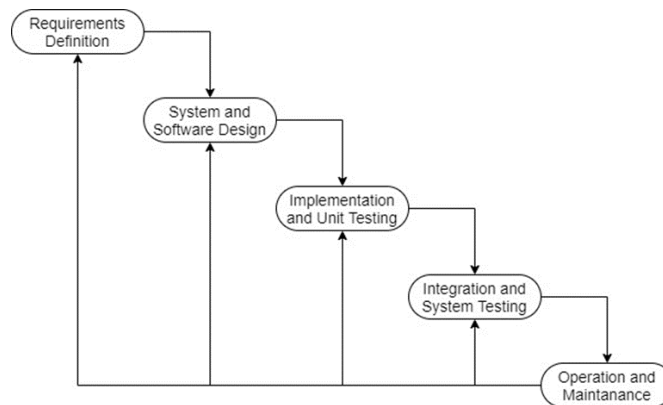 Requirements
Definition
System and
Software Design
Implementation
and Unit Testing
Integration and
System Testing
Operation and
Maintanance